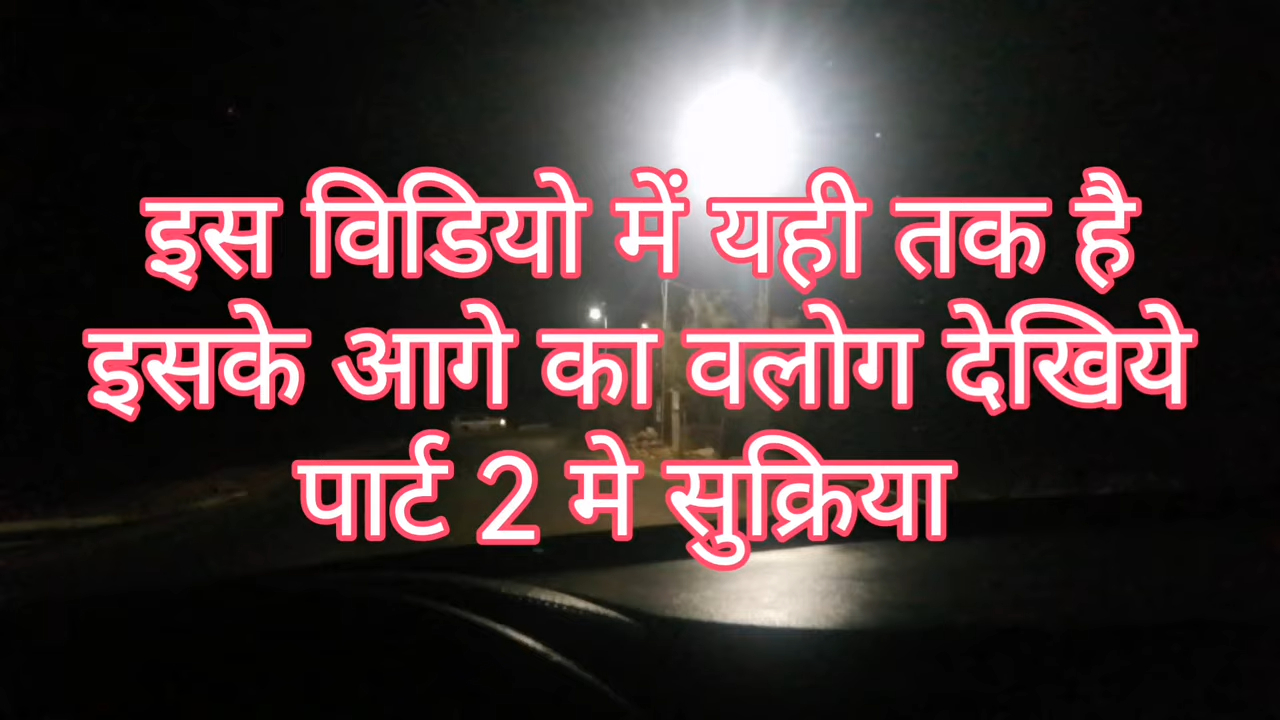 इस विडियो में यही तक है
इसके आगे का वलोग देखिये
पार्ट 2 मे सुक्रिया